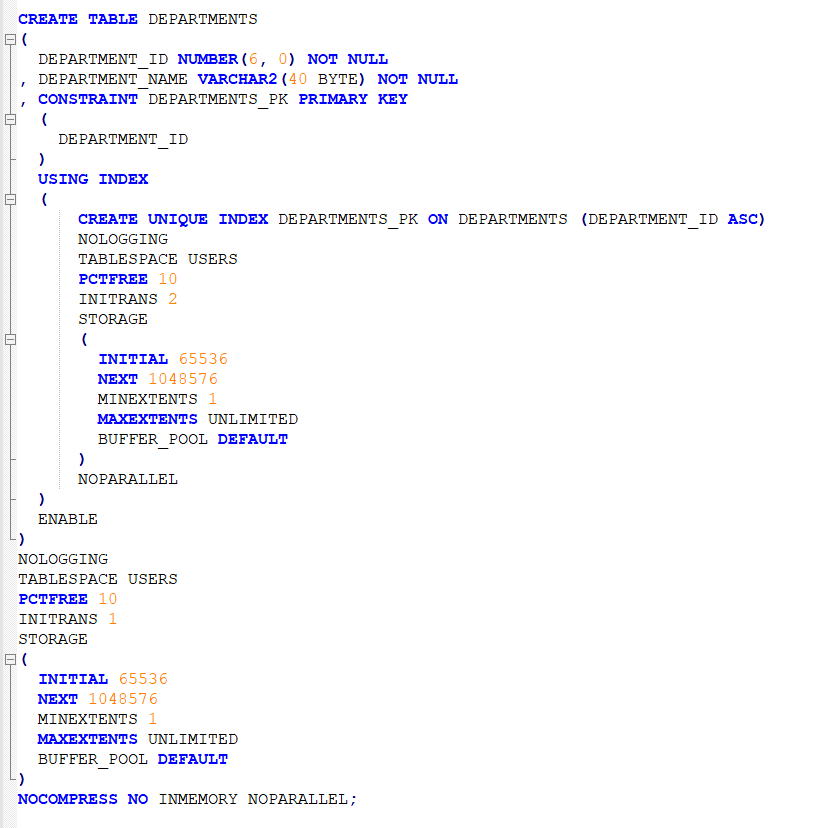 CREATE TABLE DEPARTMENTS
(
  DEPARTMENT_ID NUMBER(6, 0) NOT NULL
, DEPARTMENT_NAME VARCHAR2(40 BYTE) NOT NULL
, CONSTRAINT DEPARTMENTS_PK PRIMARY KEY
  (
    DEPARTMENT_ID
  )
  USING INDEX
  (
      CREATE UNIQUE INDEX DEPARTMENTS_PK ON DEPARTMENTS (DEPARTMENT_ID ASC)
      NOLOGGING
      TABLESPACE USERS
      PCTFREE 10
      INITRANS 2
      STORAGE
      (
        INITIAL 65536
        NEXT 1048576
        MINEXTENTS 1
        MAXEXTENTS UNLIMITED
        BUFFER_POOL DEFAULT
      )
      NOPARALLEL
  )
  ENABLE
)
NOLOGGING
TABLESPACE USERS
PCTFREE 10
INITRANS 1
STORAGE
(
  INITIAL 65536
  NEXT 1048576
  MINEXTENTS 1
  MAXEXTENTS UNLIMITED
  BUFFER_POOL DEFAULT
)
NOCOMPRESS NO INMEMORY NOPARALLEL;